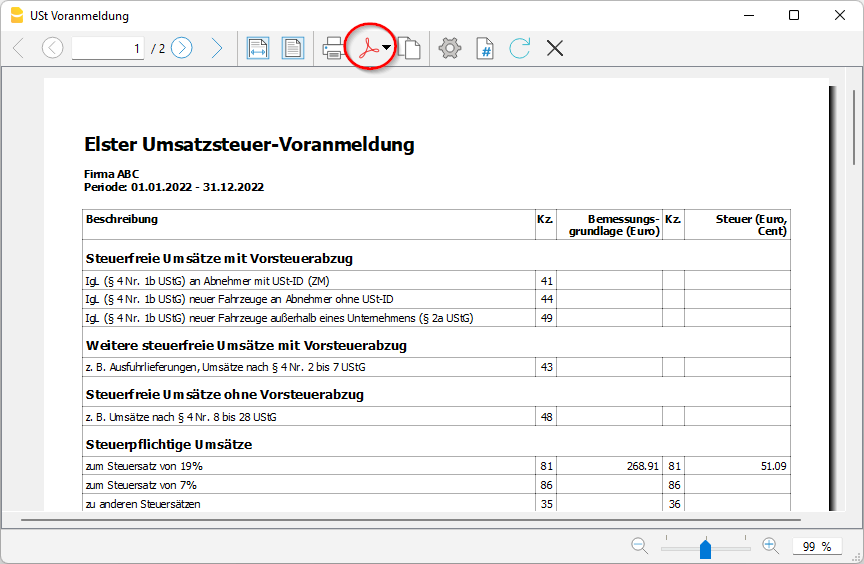 USt Voranmeldung
1 / 2
#
Elster Umsatzsteuer-Voranmeldung
Firma ABC
Periode: 01.01.2022 - 31.12.2022
Beschreibung Kz. Bemessungs- Kz. Steuer (Euro,
grundlage (Euro) Cent)
Steuerfreie Umsätze mit Vorsteuerabzug
IgL (§ 4 Nr. 1b UStG) an Abnehmer mit USt-ID (ZM) 41
IgL (§ 4 Nr. 1b UStG) neuer Fahrzeuge an Abnehmer ohne USt-ID 44
IgL (§ 4 Nr. 1b UStG) neuer Fahrzeuge außerhalb eines Unternehmens (§ 2a UStG) 49
Weitere steuerfreie Umsätze mit Vorsteuerabzug
z. B. Ausfuhrlieferungen, Umsätze nach § 4 Nr. 2 bis 7 UStG 43
Steuerfreie Umsätze ohne Vorsteuerabzug
z. B. Umsätze nach § 4 Nr. 8 bis 28 UStG 48
Steuerpflichtige Umsätze
zum Steuersatz von 19% 81 268.91 81 51.09
zum Steuersatz von 7% 86 86
zu anderen Steuersätzen 35 36
99 %